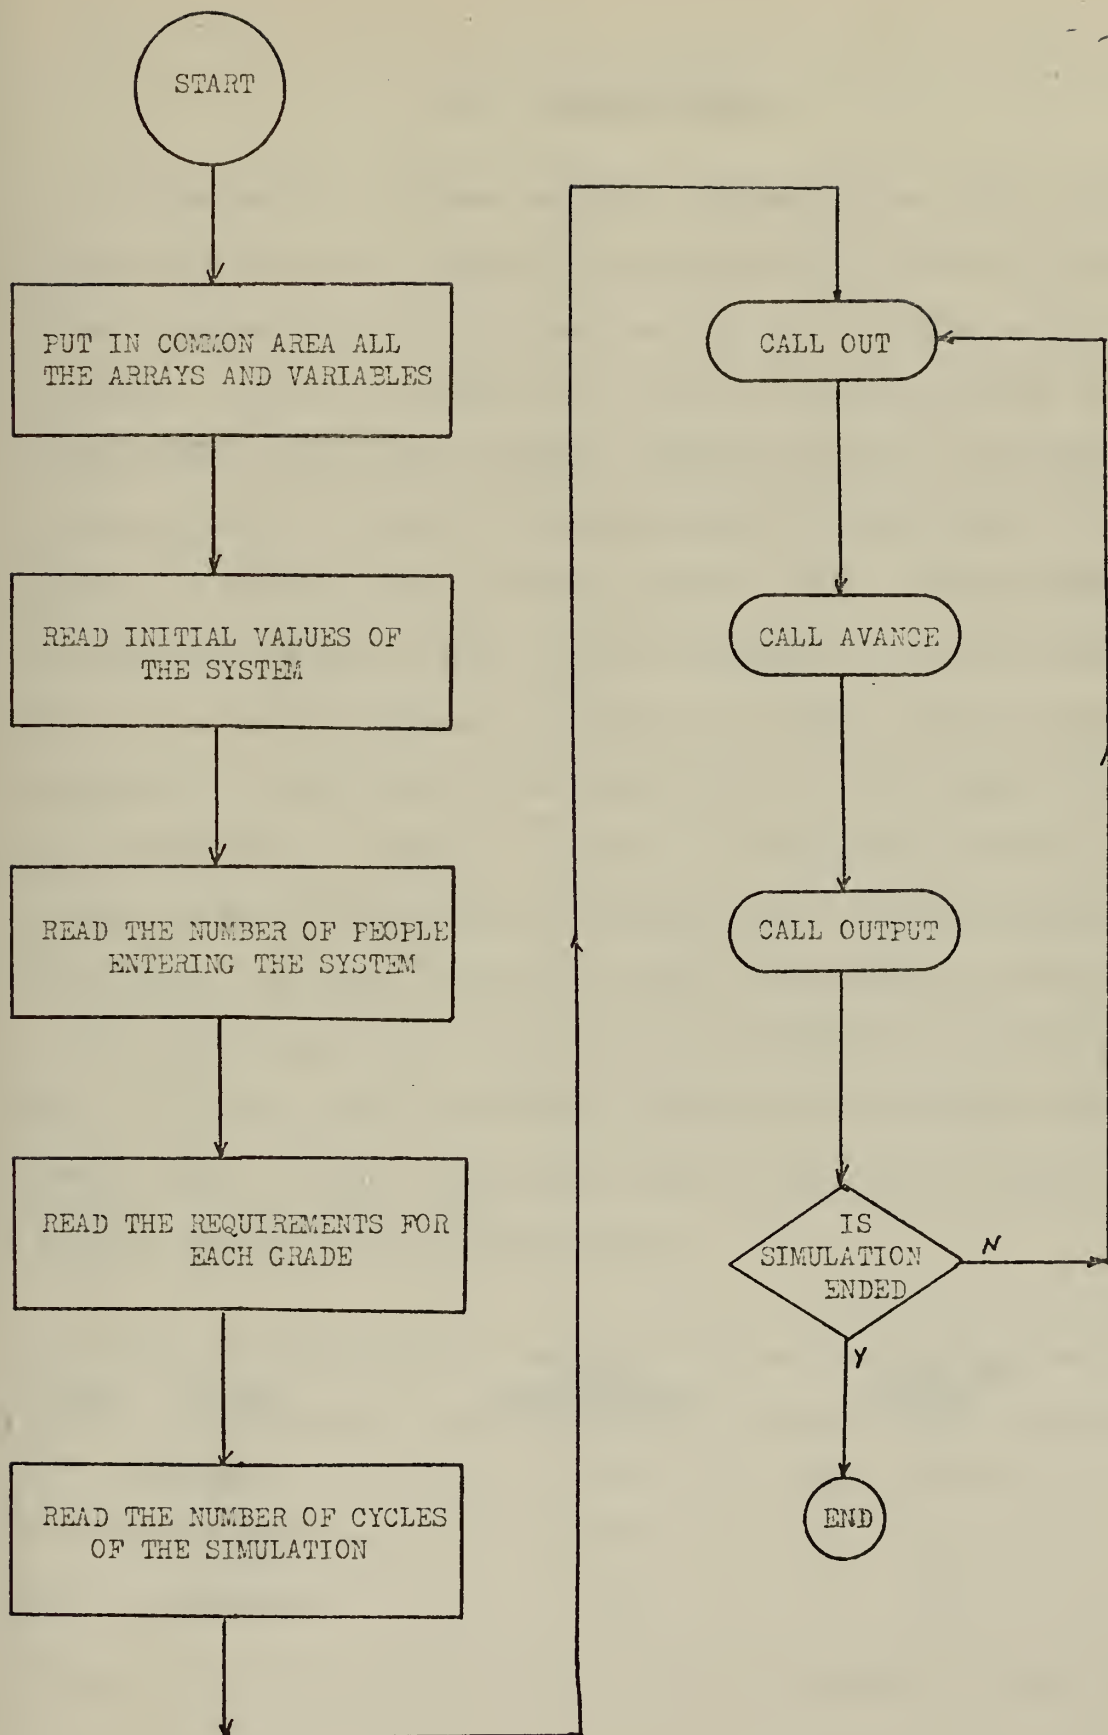 START
PUT IN COMMON AREA ALL
THE ARRAYS AND VARIABLES
READ INITIAL VALUES OF
THE SYSTEM
READ THE NUMBER OF PEOPLE
ENTERING THE SYSTEM
READ THE REQUIREMENTS FOR
EACH GRADE
READ THE NUMBER OF CYCLES
OF THE SIMULATION
CALL OUT
CALL AVANCE
CALL OUTPUT
IS
SIMULATION
ENDED
N
Y
END